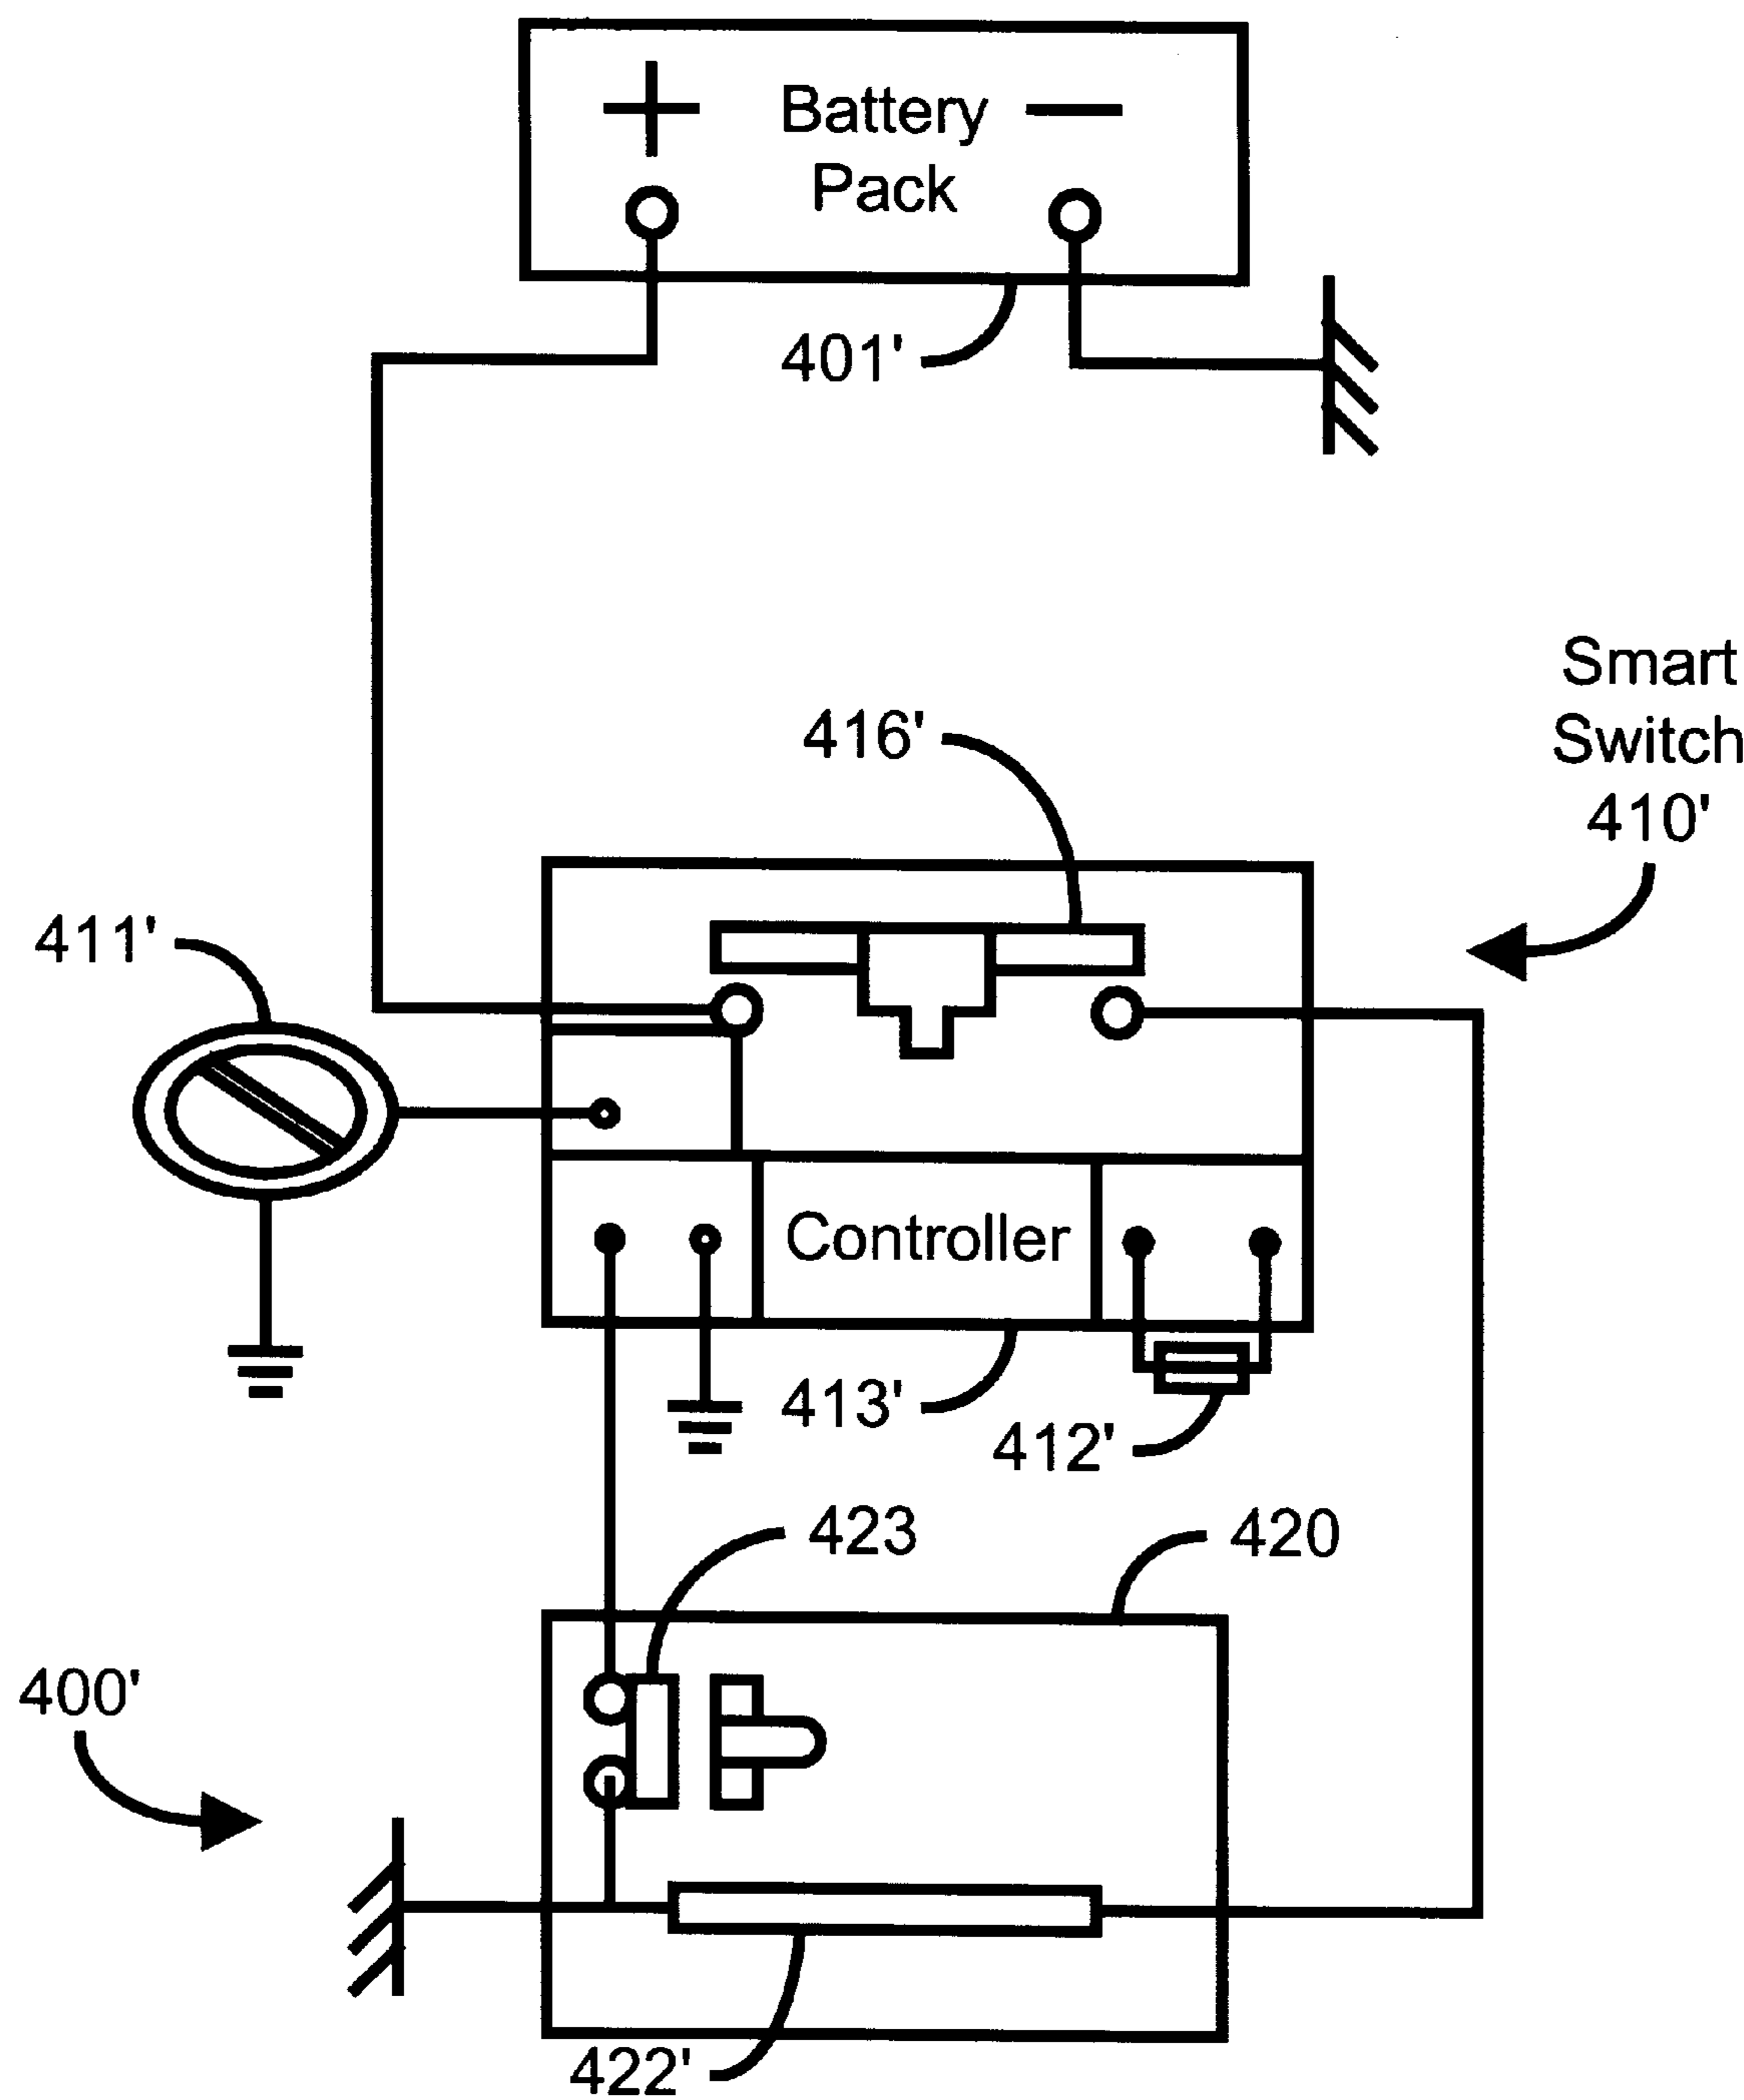 + Battery −
Pack
401'
Smart
Switch
410'
416'
411'
Controller
413'
412'
423
420
400'
422'